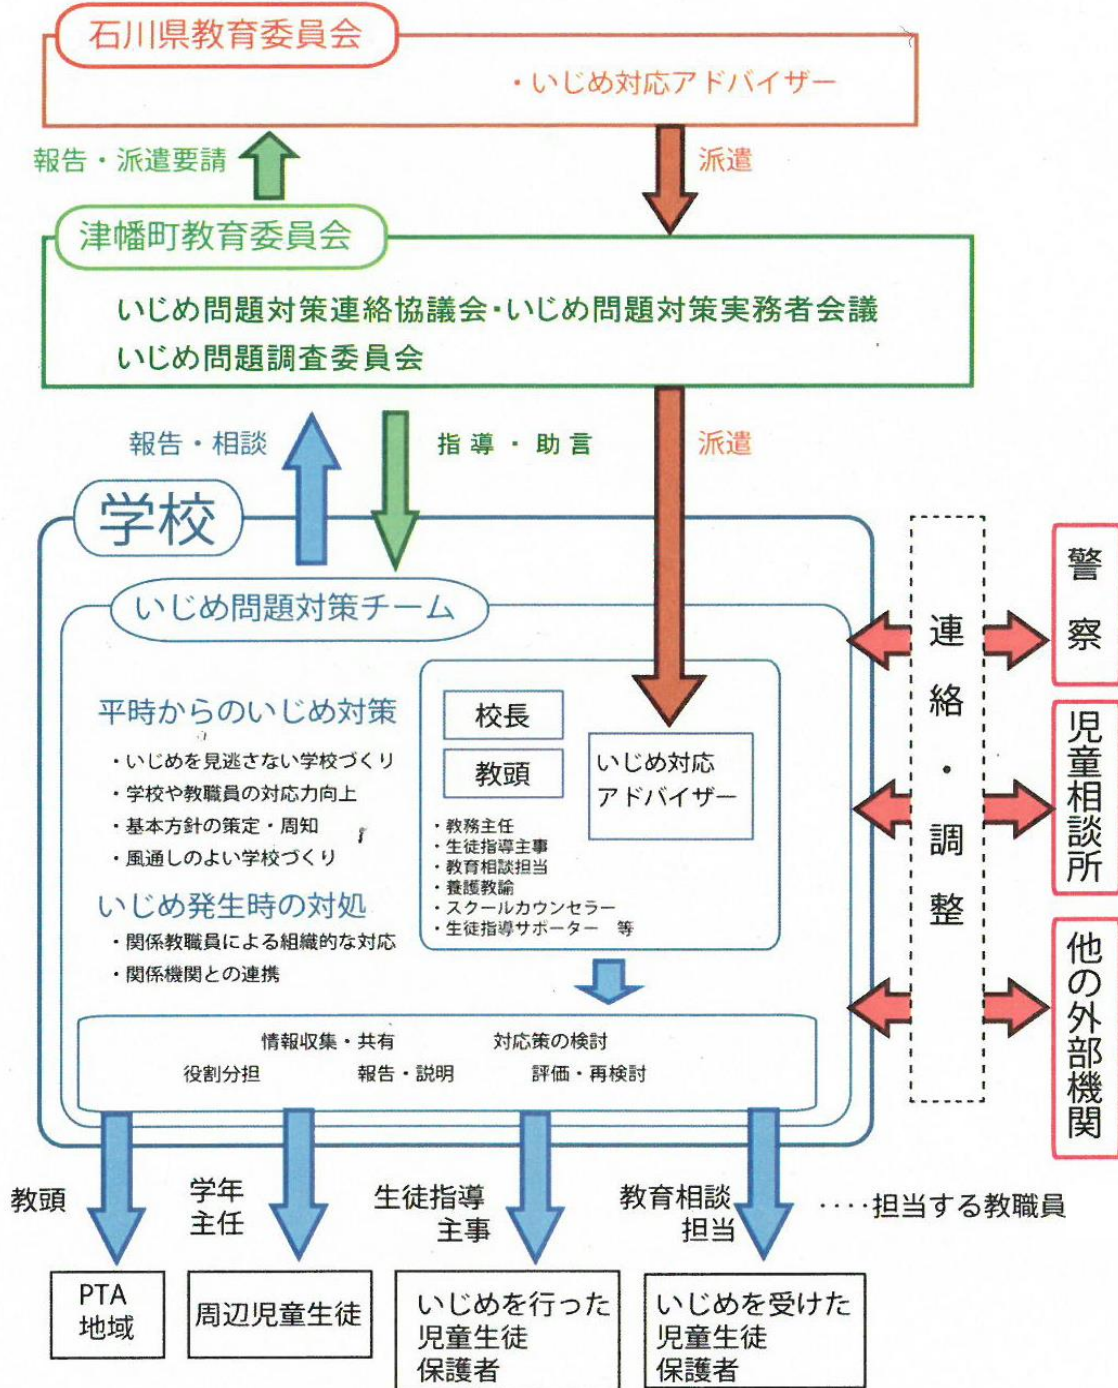 石川県教育委員会
・いじめ対応アドバイザー
報告・派遣要請
派遣
津幡町教育委員会
いじめ問題対策連絡協議会・いじめ問題対策実務者会議
いじめ問題調査委員会
報告・相談
指導・助言
派遣
学校
いじめ問題対策チーム
平時からのいじめ対策
・いじめを見逃さない学校づくり
・学校や教職員の対応力向上
・基本方針の策定・周知
・風通しのよい学校づくり
いじめ発生時の対処
・関係教職員による組織的な対応
・関係機関との連携
校長
教頭
・教務主任
・生徒指導主事
・教育相談担当
・養護教諭
・スクールカウンセラー
・生徒指導サポーター 等
いじめ対応
アドバイザー
情報収集・共有 対応策の検討
役割分担 報告・説明 評価・再検討
連絡・調整
警察
児童相談所
他の外部機関
教頭
学年
主任
生徒指導
主事
教育相談
担当
‥‥担当する教職員
PTA
地域
周辺児童生徒
いじめを行った
児童生徒
保護者
いじめを受けた
児童生徒
保護者